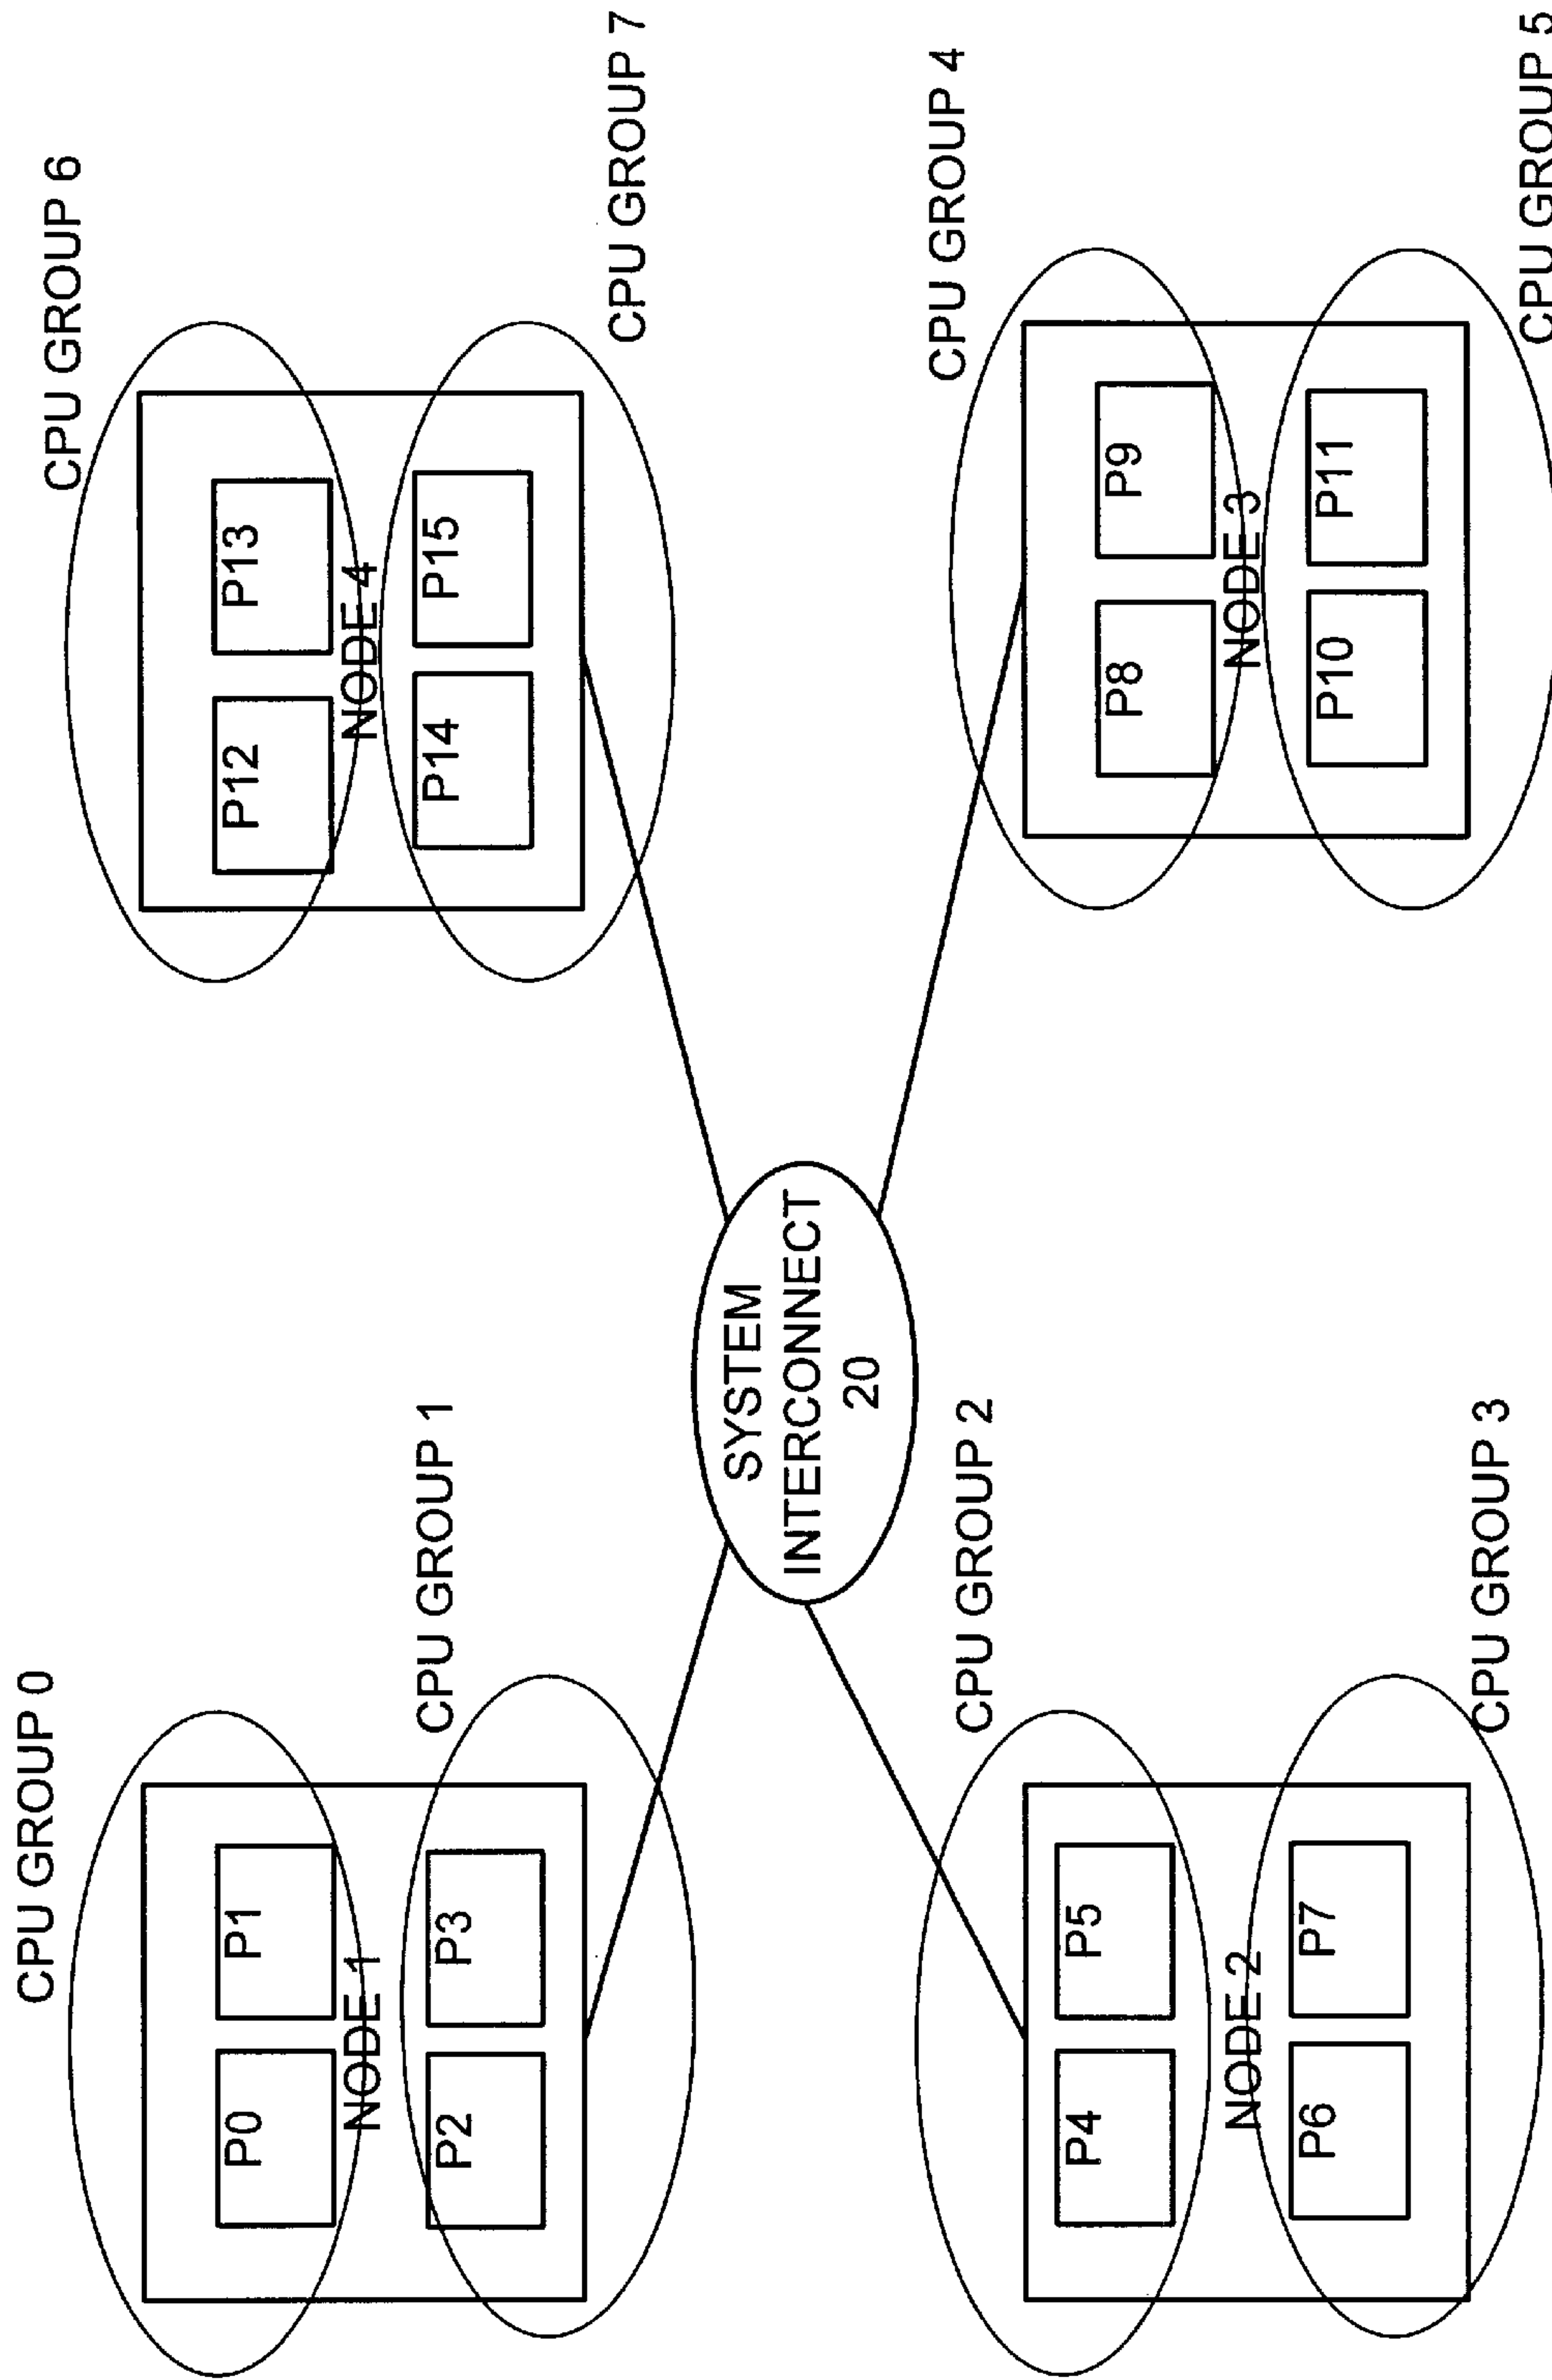 CPU GROUP 0
P0
P1
NODE 1
CPU GROUP 1
P2
P3
CPU GROUP 6
P12
P13
NODE 4
P14
P15
CPU GROUP 7
SYSTEM
INTERCONNECT
20
CPU GROUP 2
P4
P5
NODE 2
P6
P7
CPU GROUP 3
CPU GROUP 4
P8
P9
NODE 3
P10
P11
CPU GROUP 5